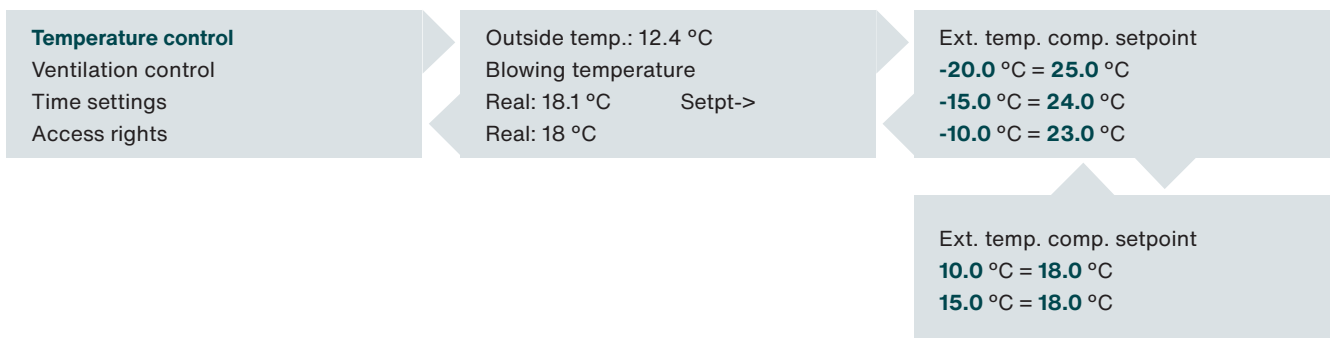 Temperature control
Ventilation control
Time settings
Access rights
Outside temp.: 12.4 °C
Blowing temperature
Real: 18.1 °C Setpt->
Real: 18 °C
Ext. temp. comp. setpoint
-20.0 °C = 25.0 °C
-15.0 °C = 24.0 °C
-10.0 °C = 23.0 °C
Ext. temp. comp. setpoint
10.0 °C = 18.0 °C
15.0 °C = 18.0 °C